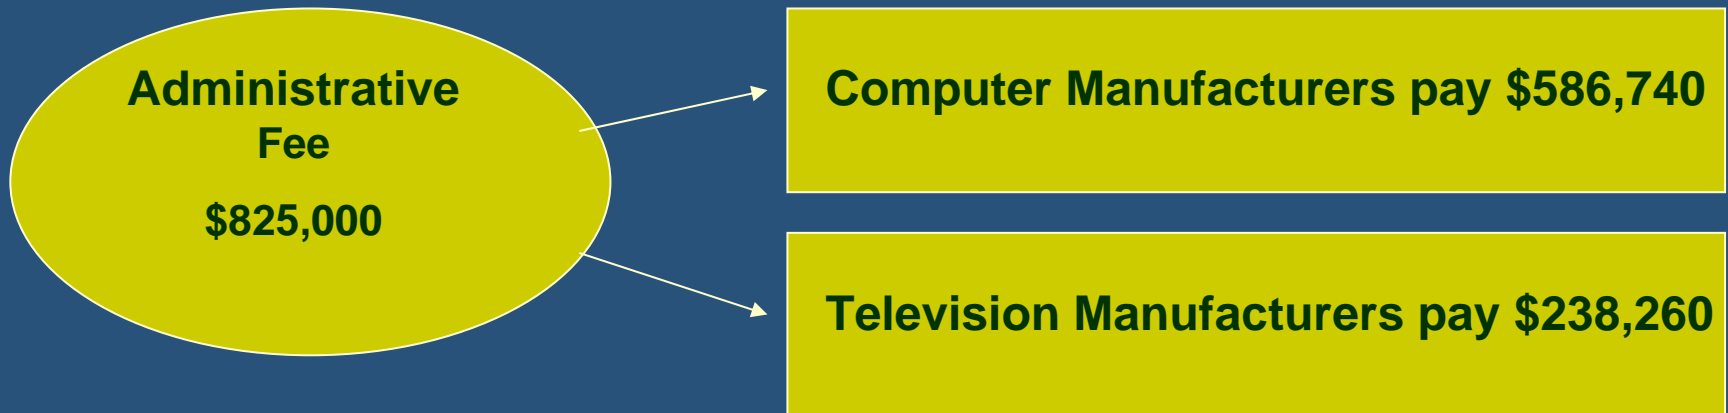 Administrative
Fee
$825,000
Computer Manufacturers pay $586,740
Television Manufacturers pay $238,260